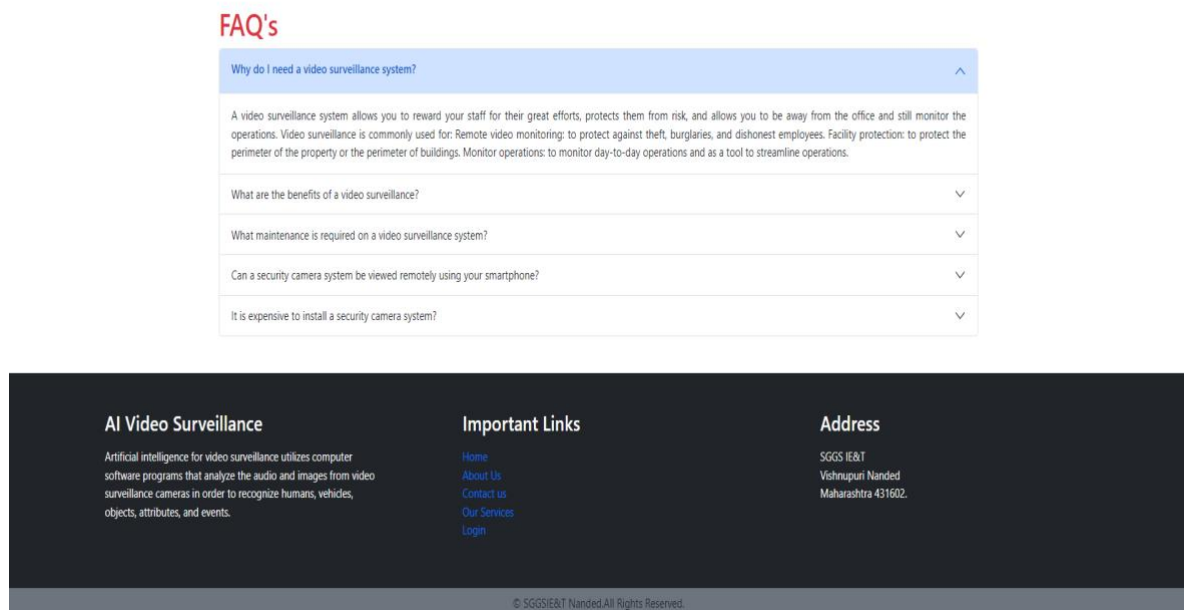 FAQ's
Why do I need a video surveillance system?
A video surveillance system allows you to reward your staff for their great efforts, protects them from risk, and allows you to be away from the office and still monitor the
operations. Video surveillance is commonly used for: Remote video monitoring: to protect against theft, burglaries, and dishonest employees. Facility protection: to protect the
perimeter of the property or the perimeter of buildings. Monitor operations: to monitor day-to-day operations and as a tool to streamline operations.
What are the benefits of a video surveillance?
What maintenance is required on a video surveillance system?
Can a security camera system be viewed remotely using your smartphone?
It is expensive to install a security camera system?
AI Video Surveillance
Artificial intelligence for video surveillance utilizes computer
software programs that analyze the audio and images from video
surveillance cameras in order to recognize humans, vehicles,
objects, attributes, and events.
Important Links
Home
About Us
Contact us
Our Services
Login
Address
SGGS IE&T
Vishnupuri Nanded
Maharashtra 431602.
© SGGSIE&T Nanded.All Rights Reserved.